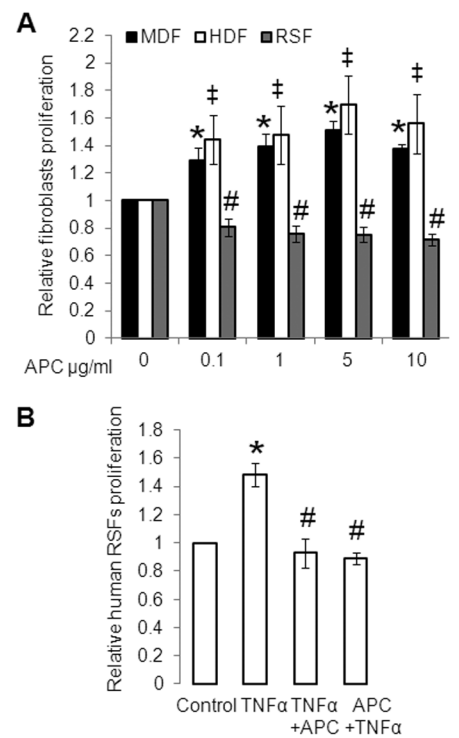 A
MDF HDF RSF
Relative fibroblasts proliferation
2.2
2
1.8
1.6
1.4
1.2
1
0.8
0.6
0.4
0.2
0
* ‡ #
* ‡ #
* ‡ #
* ‡ #
APC µg/ml 0 0.1 1 5 10
B
Relative human RSFs proliferation
1.8
1.6
1.4
1.2
1
0.8
0.6
0.4
0.2
0
*
# #
Control TNFα TNFα APC
+APC +TNFα